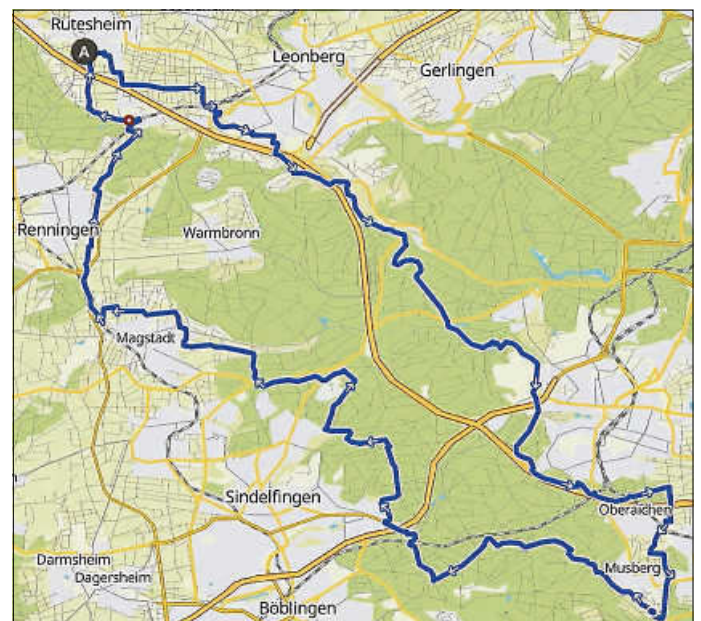 Rutesheim
A
Leonberg
Gerlingen
Renningen
Warmbronn
Magstadt
Sindelfingen
Oberaichen
Darmsheim
Dagersheim
Musberg
Böblingen